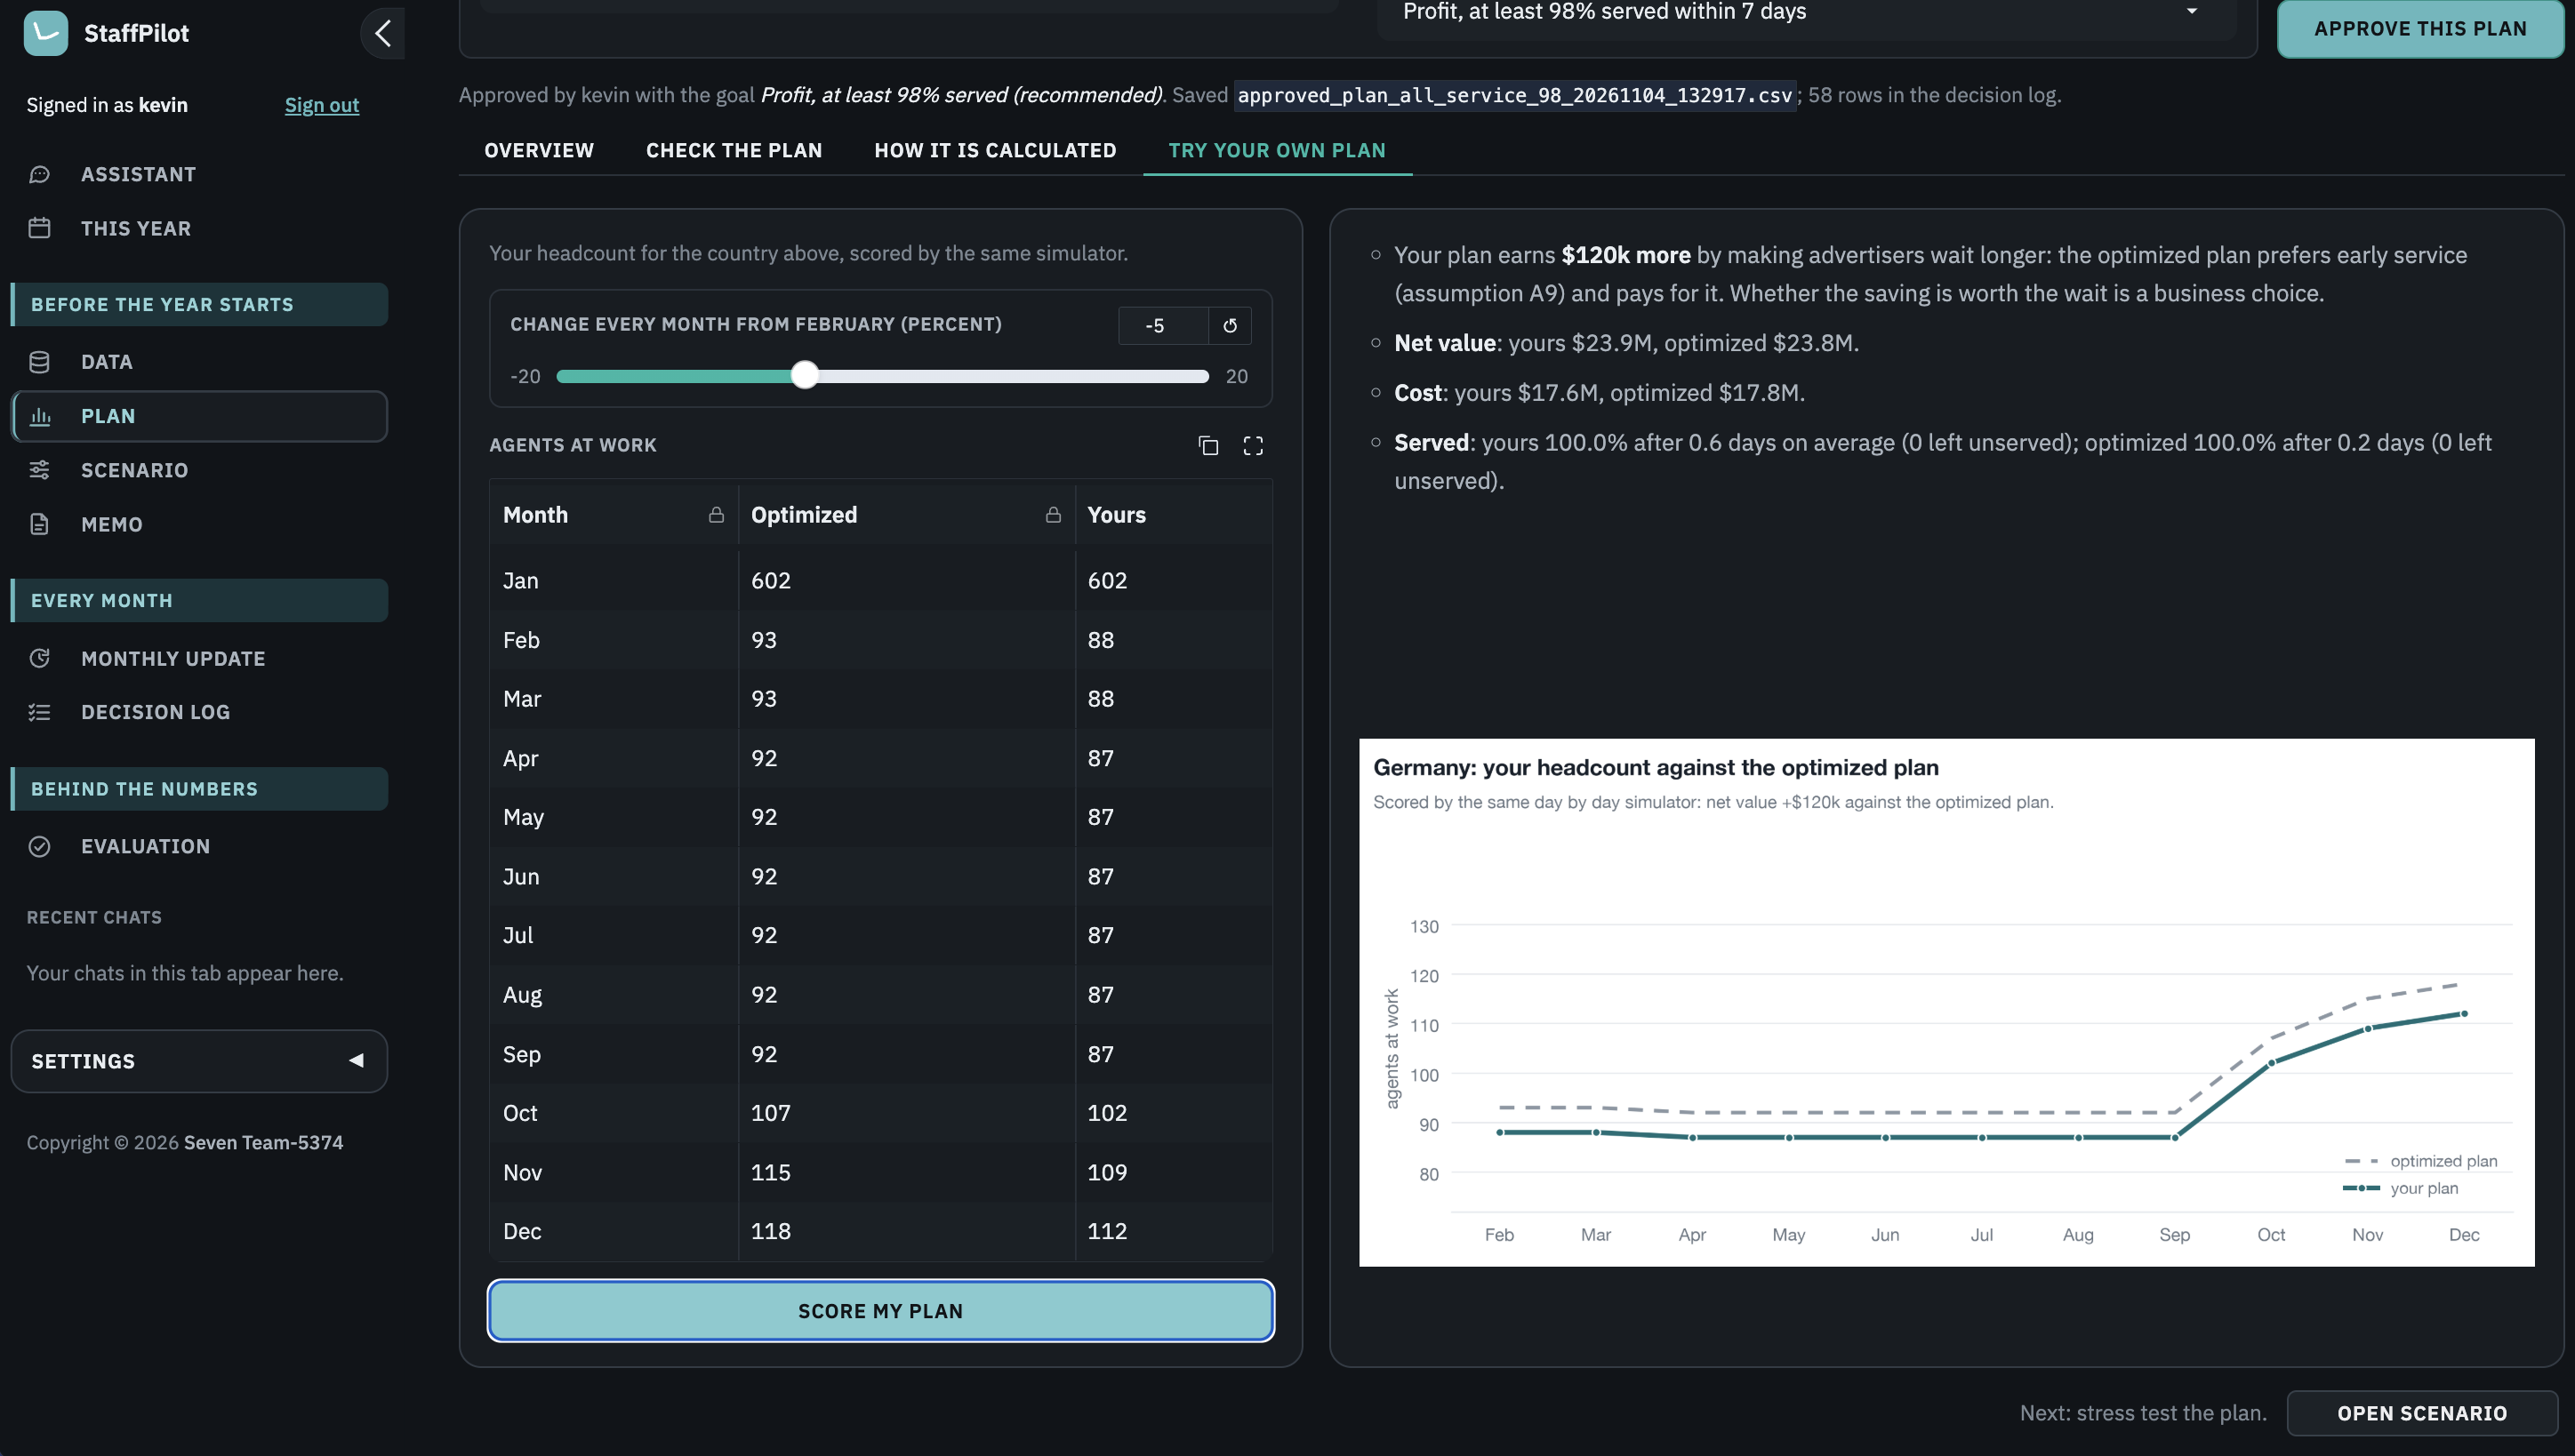 StaffPilot
Signed in as kevin
Sign out
ASSISTANT
THIS YEAR
BEFORE THE YEAR STARTS
DATA
PLAN
SCENARIO
MEMO
EVERY MONTH
MONTHLY UPDATE
DECISION LOG
BEHIND THE NUMBERS
EVALUATION
RECENT CHATS
Your chats in this tab appear here.
SETTINGS
Copyright © 2026 Seven Team-5374
Profit, at least 98% served within 7 days
APPROVE THIS PLAN
Approved by kevin with the goal Profit, at least 98% served (recommended). Saved approved_plan_all_service_98_20261104_132917.csv; 58 rows in the decision log.
OVERVIEW
CHECK THE PLAN
HOW IT IS CALCULATED
TRY YOUR OWN PLAN
Your headcount for the country above, scored by the same simulator.
CHANGE EVERY MONTH FROM FEBRUARY (PERCENT)
-5
-20
20
AGENTS AT WORK
Month Optimized Yours
Jan 602 602
Feb 93 88
Mar 93 88
Apr 92 87
May 92 87
Jun 92 87
Jul 92 87
Aug 92 87
Sep 92 87
Oct 107 102
Nov 115 109
Dec 118 112
SCORE MY PLAN
Your plan earns $120k more by making advertisers wait longer: the optimized plan prefers early service
(assumption A9) and pays for it. Whether the saving is worth the wait is a business choice.
Net value: yours $23.9M, optimized $23.8M.
Cost: yours $17.6M, optimized $17.8M.
Served: yours 100.0% after 0.6 days on average (0 left unserved); optimized 100.0% after 0.2 days (0 left
unserved).
Germany: your headcount against the optimized plan
Scored by the same day by day simulator: net value +$120k against the optimized plan.
agents at work
130
120
110
100
90
80
optimized plan
your plan
Feb Mar Apr May Jun Jul Aug Sep Oct Nov Dec
Next: stress test the plan.
OPEN SCENARIO